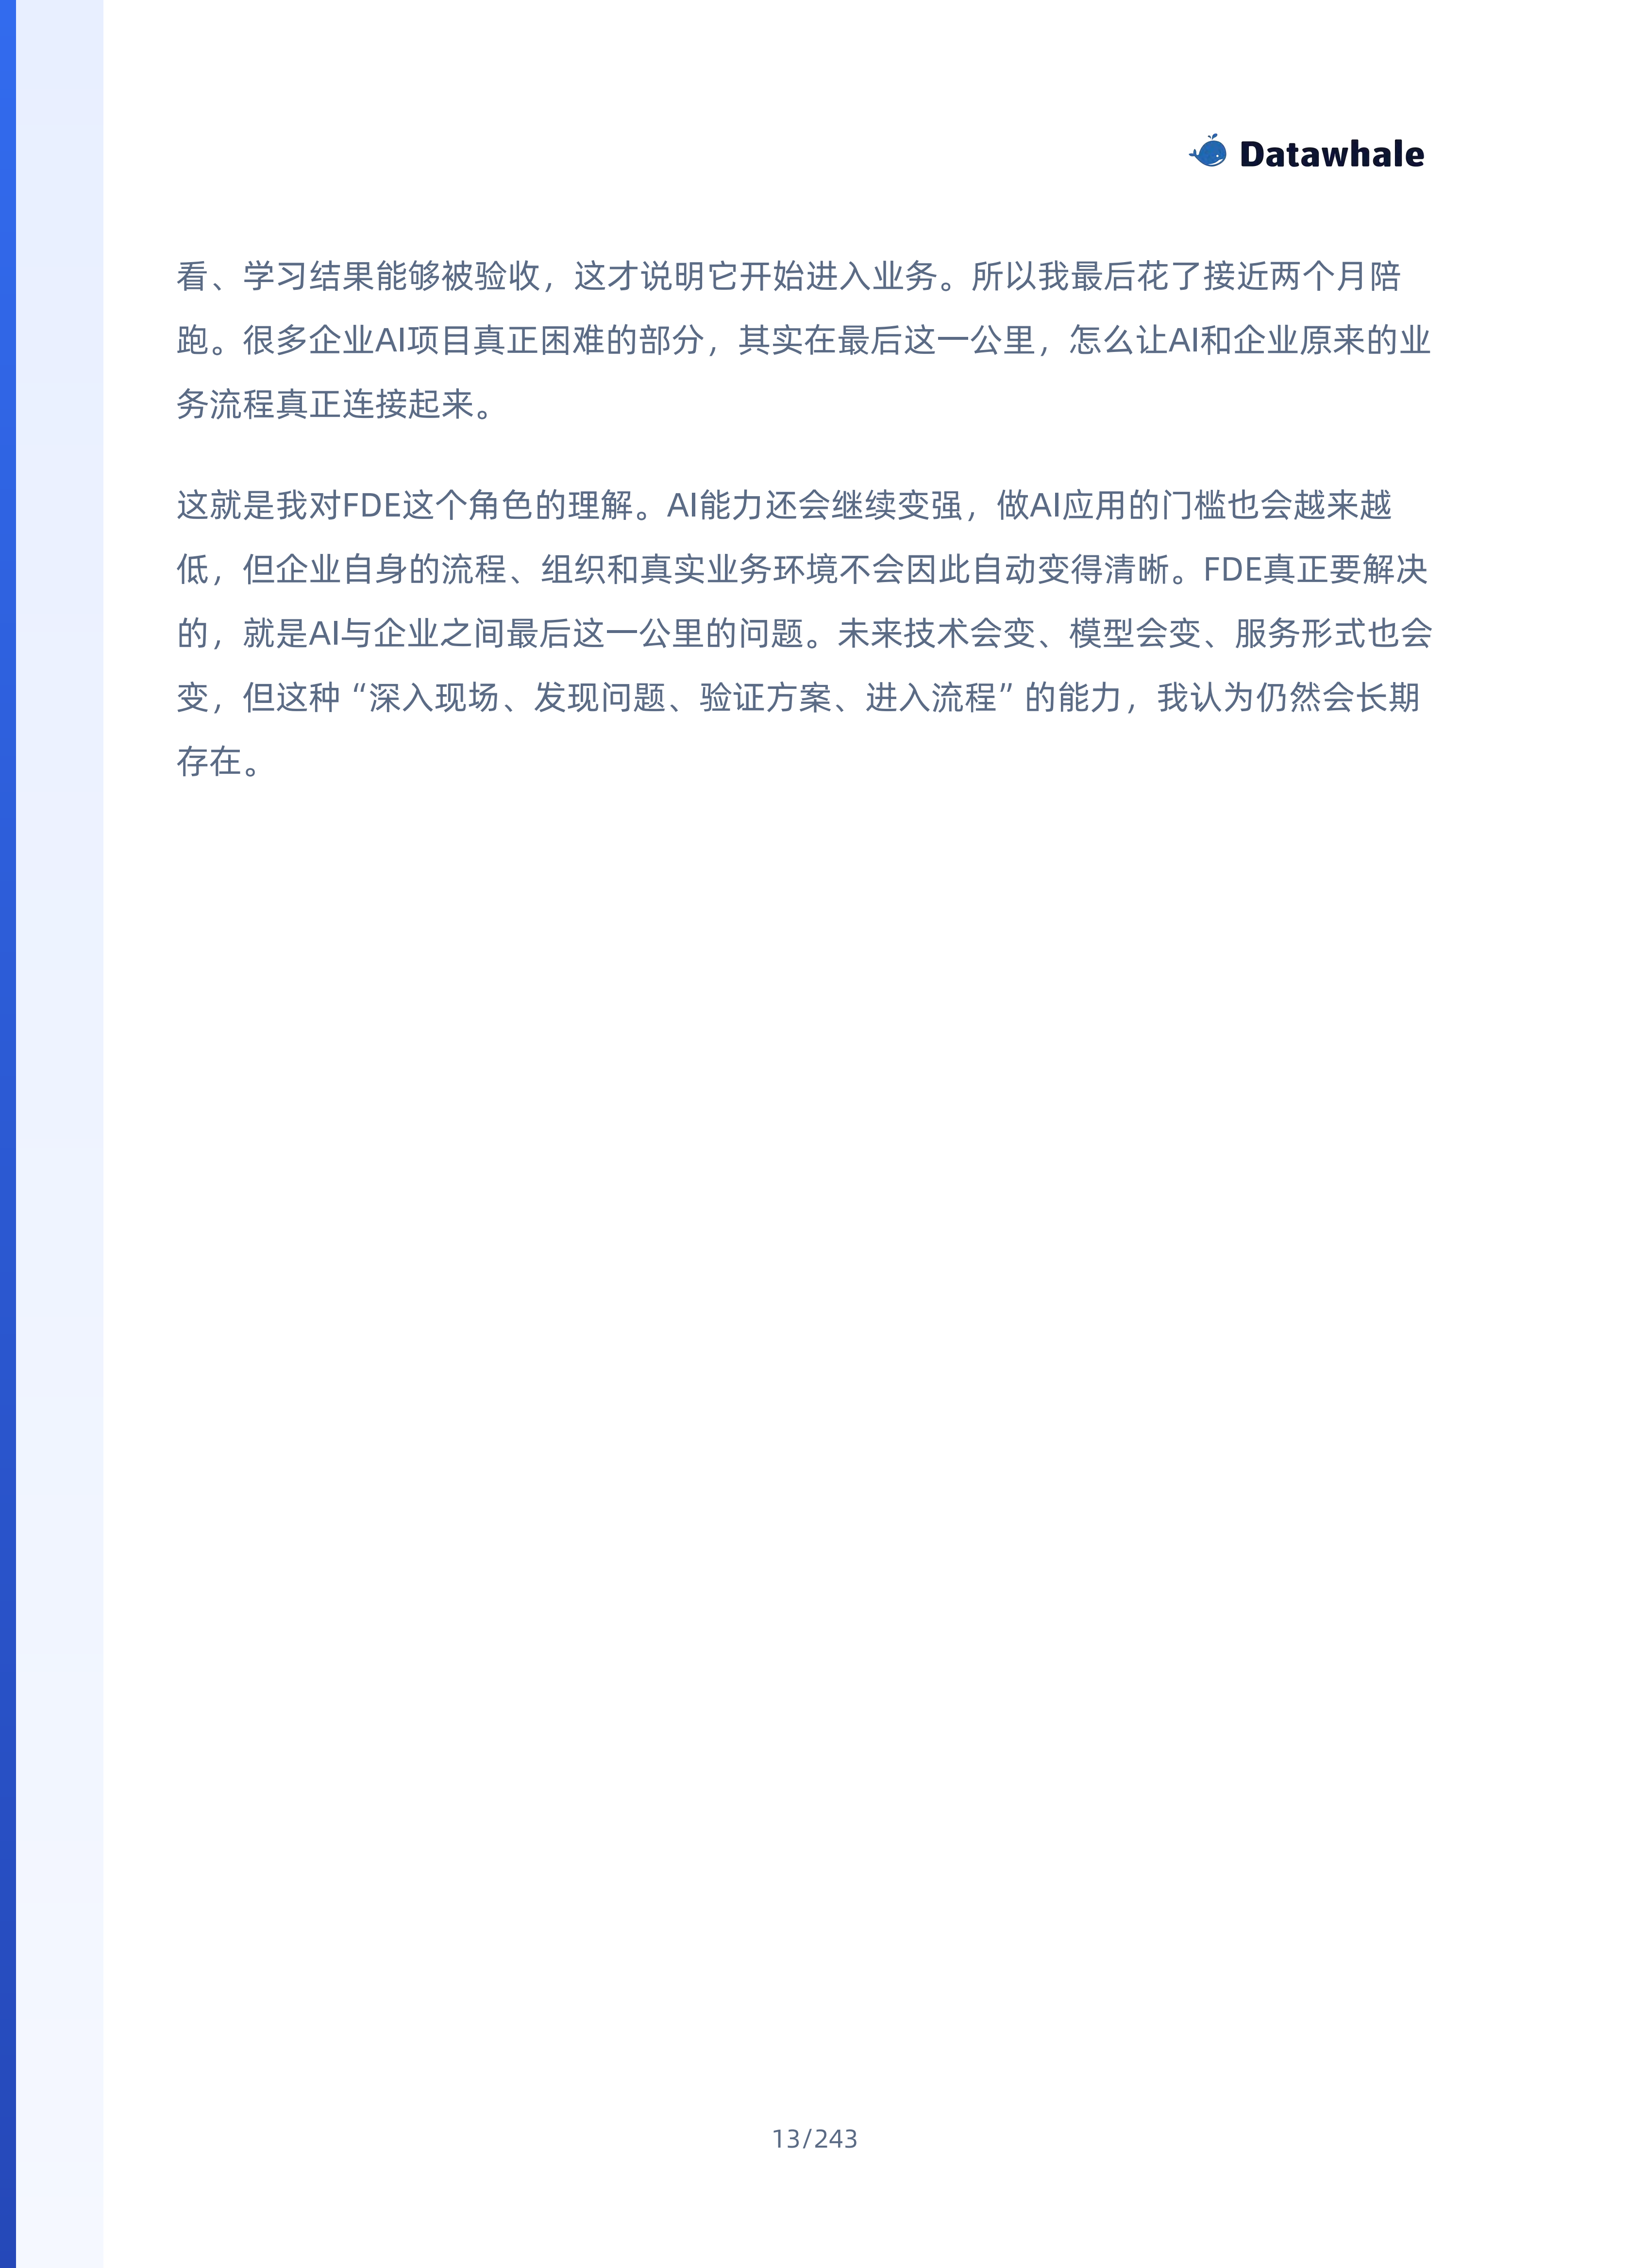 Datawhale
看、学习结果能够被验收，这才说明它开始进入业务。所以我最后花了接近两个月陪
跑。很多企业AI项目真正困难的部分，其实在最后这一公里，怎么让AI和企业原来的业
务流程真正连接起来。
这就是我对FDE这个角色的理解。AI能力还会继续变强，做AI应用的门槛也会越来越
低，但企业自身的流程、组织和真实业务环境不会因此自动变得清晰。FDE真正要解决
的，就是AI与企业之间最后这一公里的问题。未来技术会变、模型会变、服务形式也会
变，但这种“深入现场、发现问题、验证方案、进入流程”的能力，我认为仍然会长期
存在。
13/243